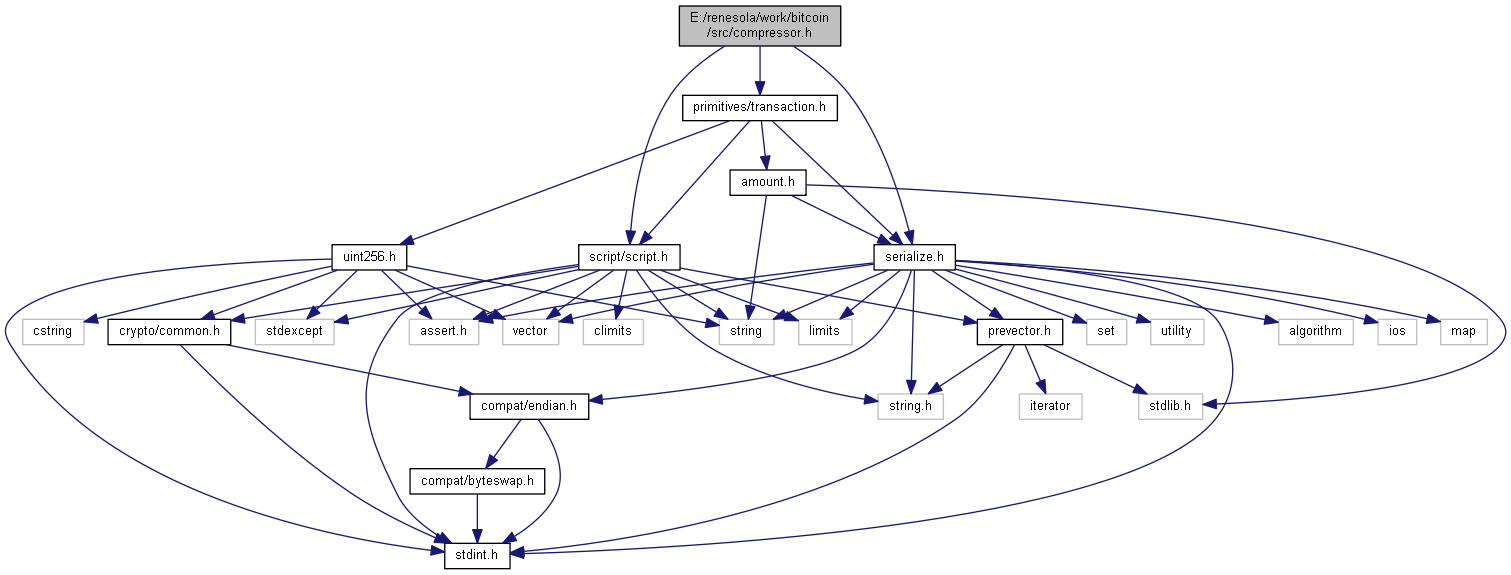 E:/renesola/work/bitcoin
/src/compressor.h
primitives/transaction.h
amount.h
uint256.h
script/script.h
serialize.h
cstring
crypto/common.h
stdexcept
assert.h
vector
climits
string
limits
prevector.h
set
utility
algorithm
ios
map
compat/endian.h
string.h
iterator
stdlib.h
compat/byteswap.h
stdint.h